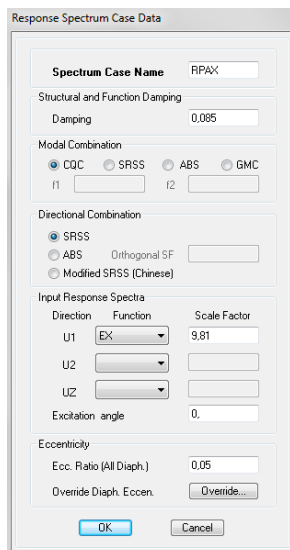 Response Spectrum Case Data
Spectrum Case Name RPAX
Structural and Function Damping
Damping 0,085
Modal Combination
CQC SRSS ABS GMC
f1 f2
Directional Combination
SRSS
ABS Orthogonal SF
Modified SRSS (Chinese)
Input Response Spectra
Direction Function Scale Factor
U1 EX 9,81
U2
UZ
Excitation angle 0,
Eccentricity
Ecc. Ratio (All Diaph.) 0,05
Override Diaph. Eccen. Override...
OK Cancel